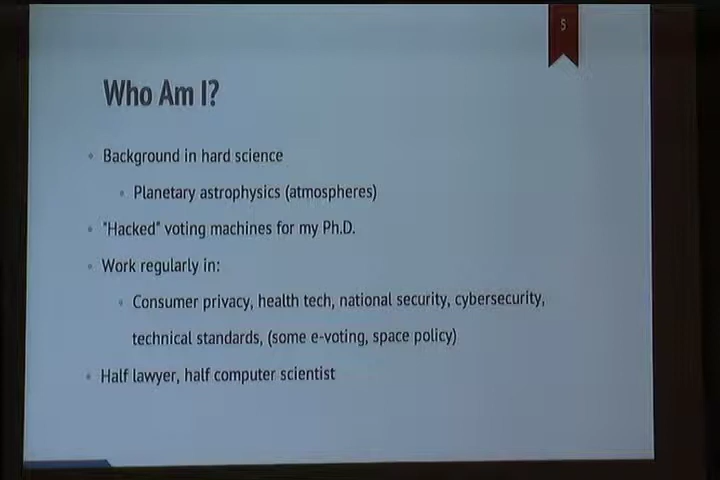 5
Who Am I?
Background in hard science
Planetary astrophysics (atmospheres)
"Hacked" voting machines for my Ph.D.
Work regularly in:
Consumer privacy, health tech, national security, cybersecurity,
technical standards, (some e-voting, space policy)
Half lawyer, half computer scientist